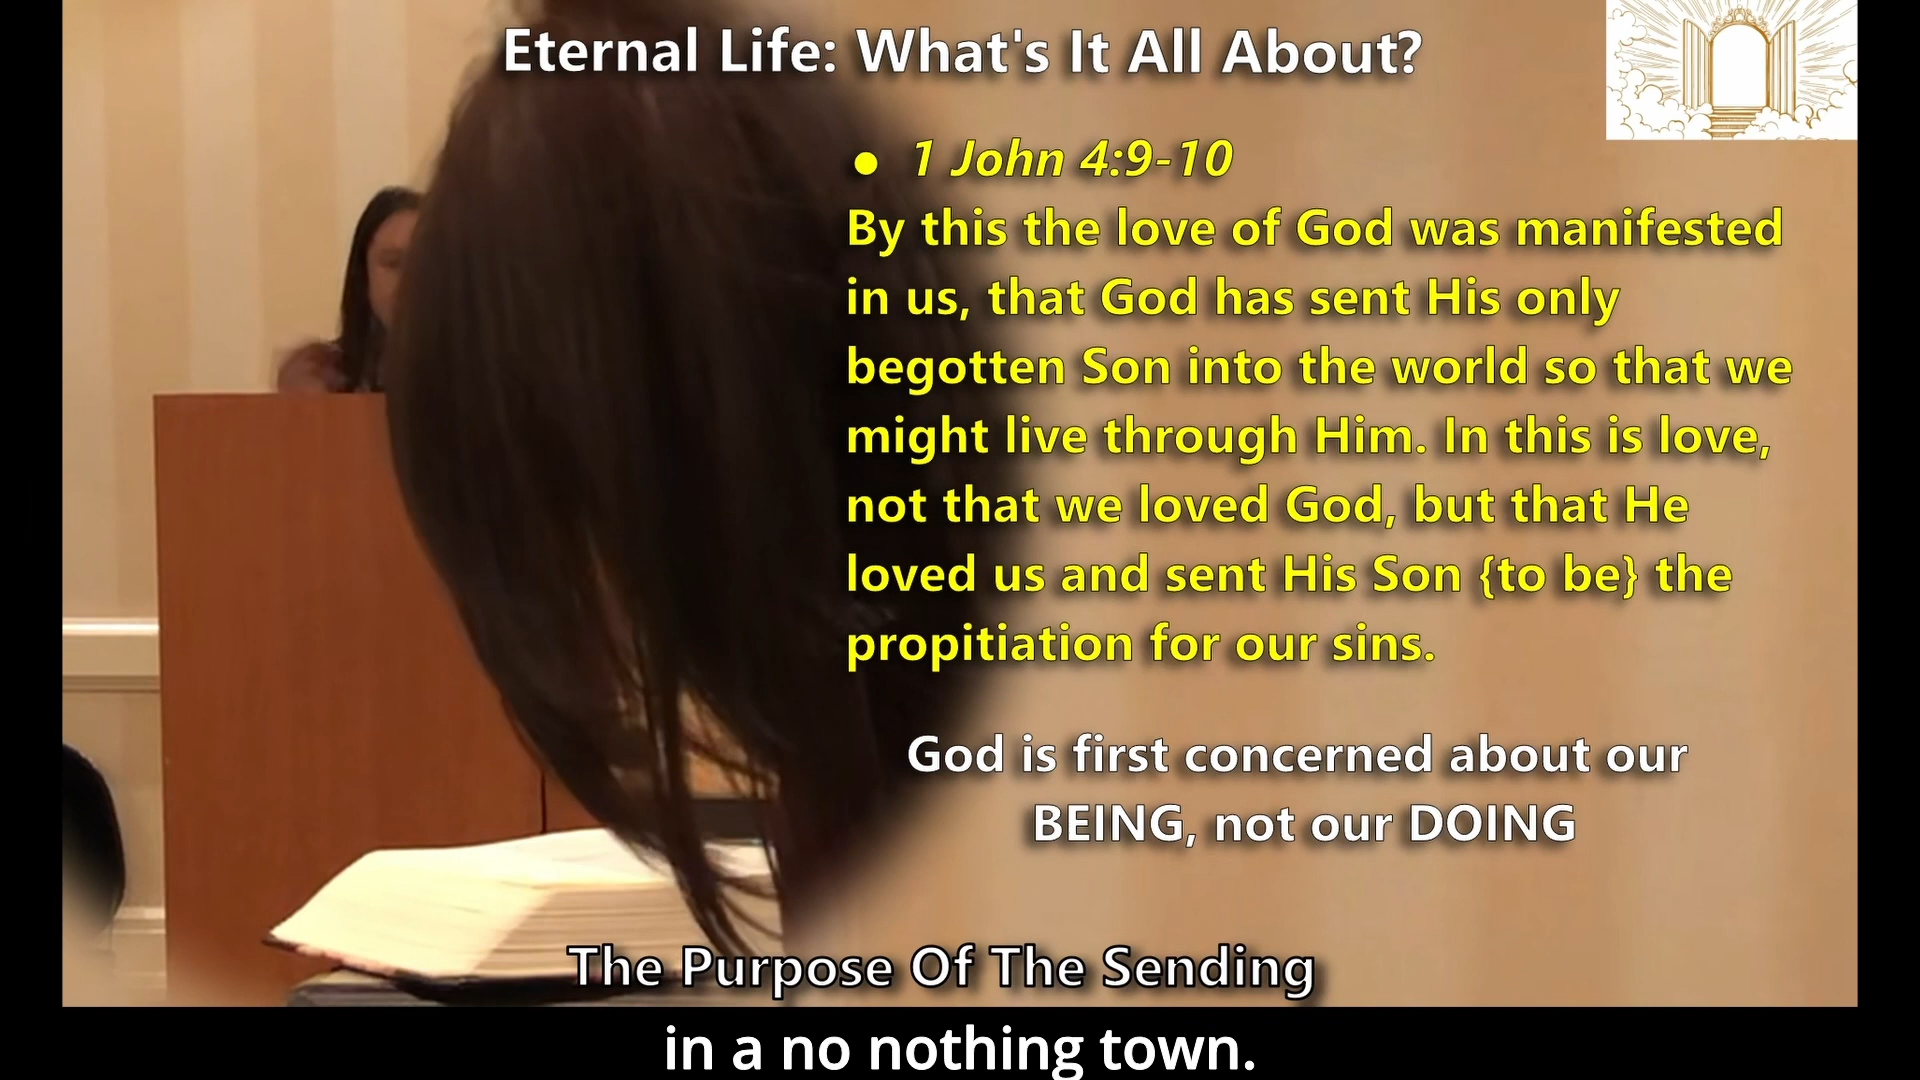 Eternal Life: What's It All About?
● 1 John 4:9-10
By this the love of God was manifested
in us, that God has sent His only
begotten Son into the world so that we
might live through Him. In this is love,
not that we loved God, but that He
loved us and sent His Son {to be} the
propitiation for our sins.
God is first concerned about our
BEING, not our DOING
The Purpose Of The Sending
in a no nothing town.